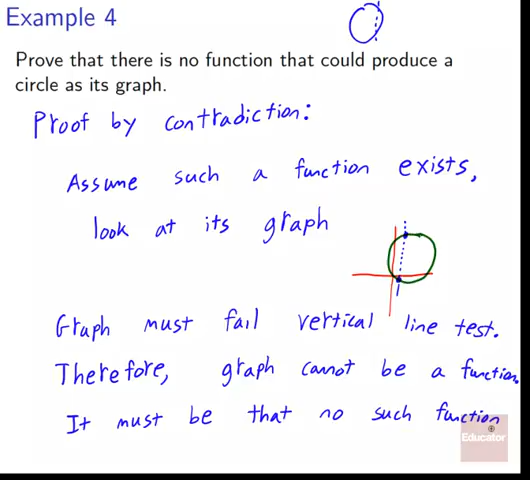 Example 4
Prove that there is no function that could produce a
circle as its graph.
Proof by contradiction:
Assume such a function exists,
look at its graph
Graph must fail vertical line test.
Therefore, graph cannot be a function.
It must be that no such function
Educator